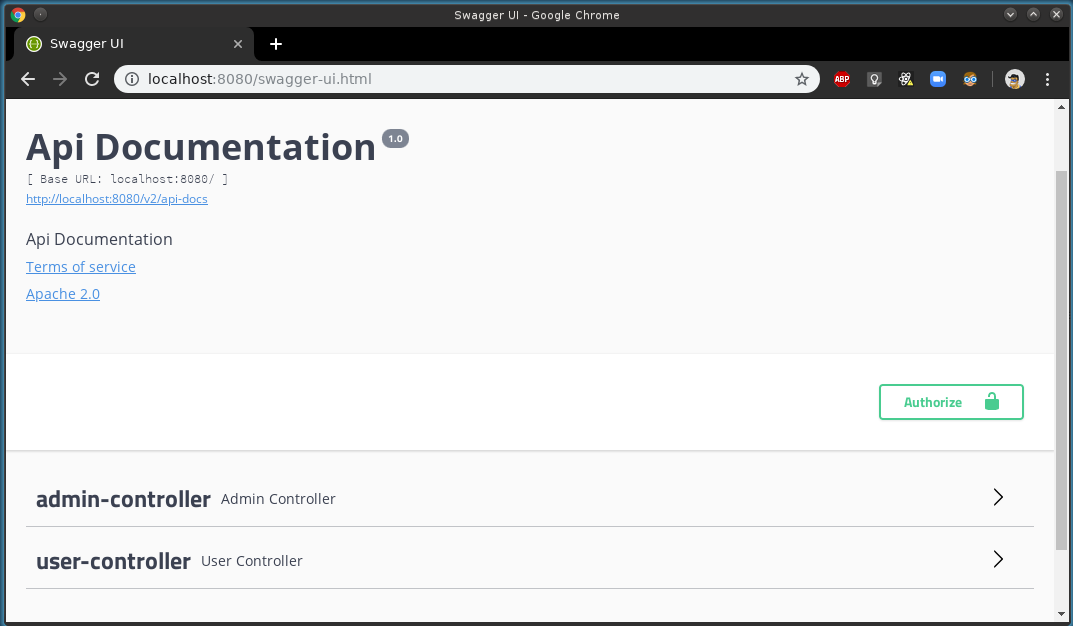 Swagger UI - Google Chrome
Swagger UI
localhost:8080/swagger-ui.html
ABP
Api Documentation 1.0
[ Base URL: localhost:8080/ ]
http://localhost:8080/v2/api-docs
Api Documentation
Terms of service
Apache 2.0
Authorize
admin-controller Admin Controller
user-controller User Controller